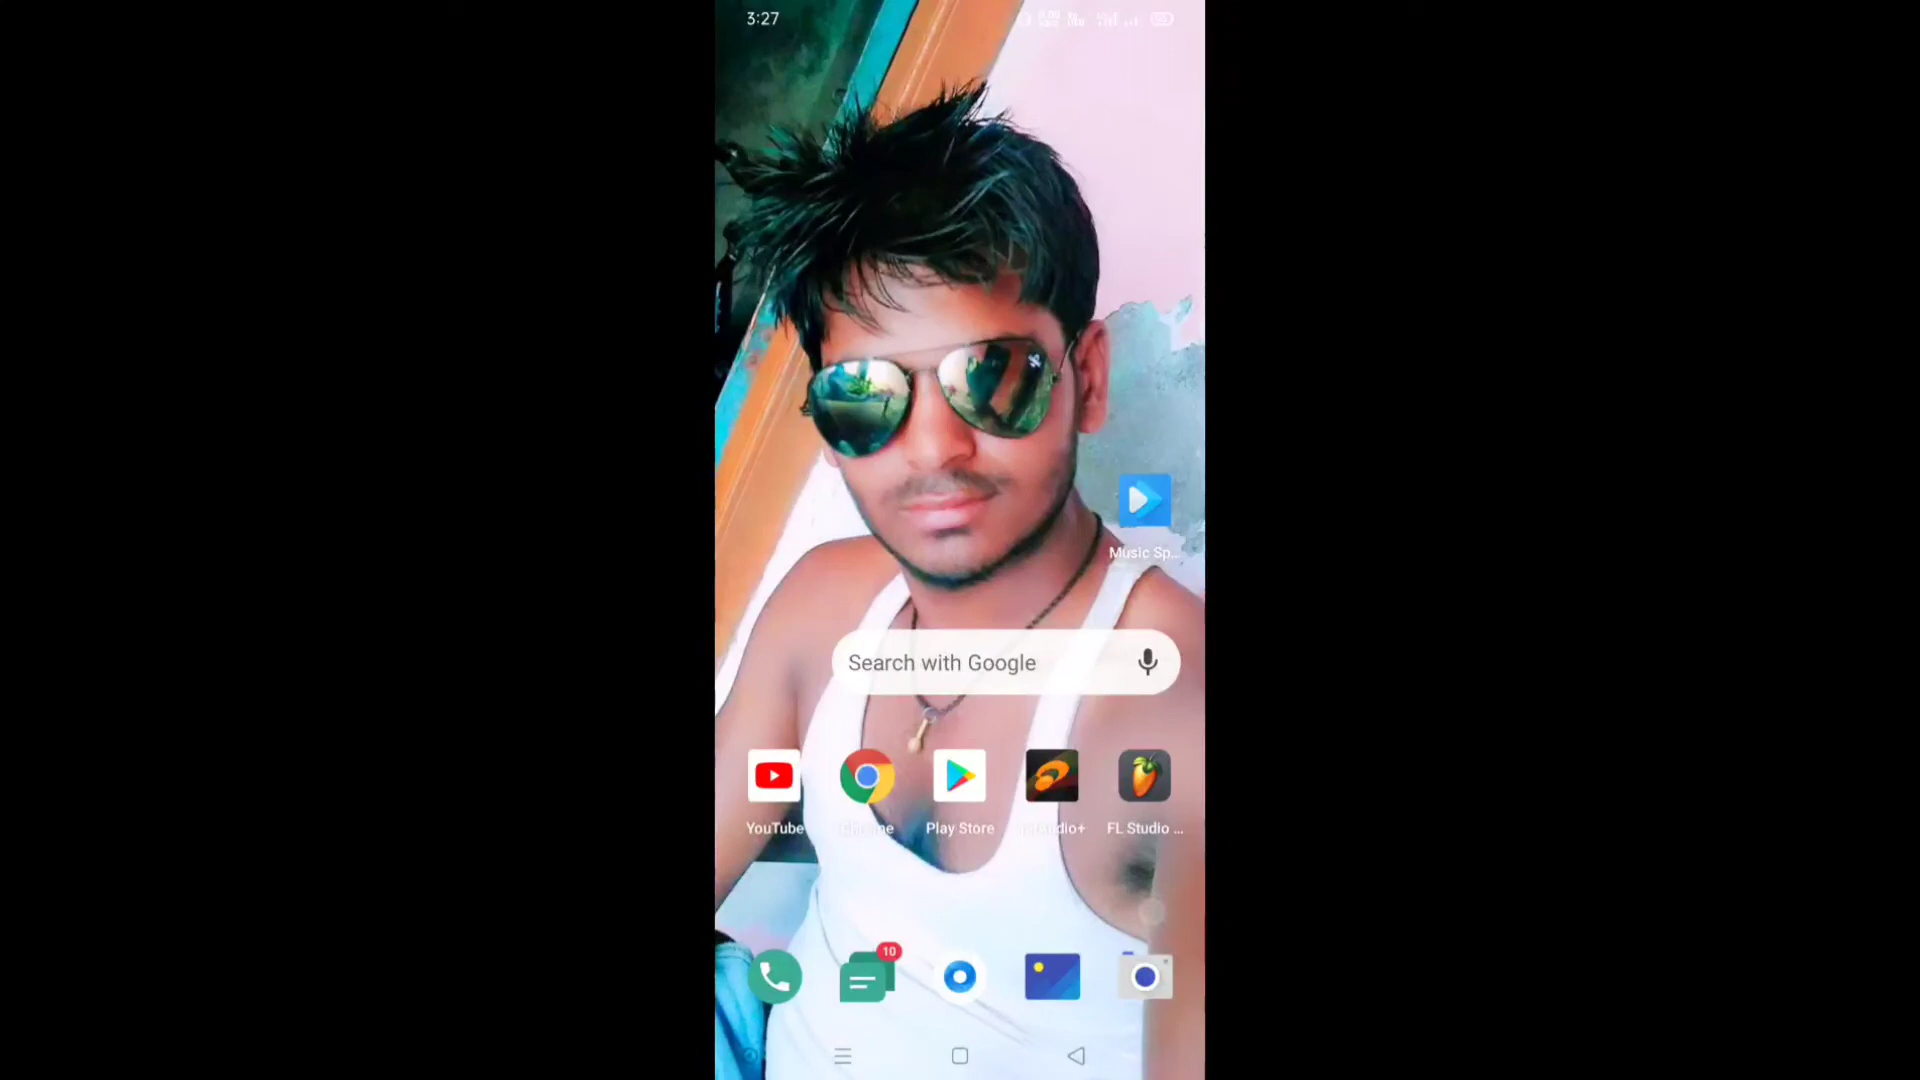 3:27
Music Sp...
Search with Google
YouTube
Play Store
FL Studio ...
10